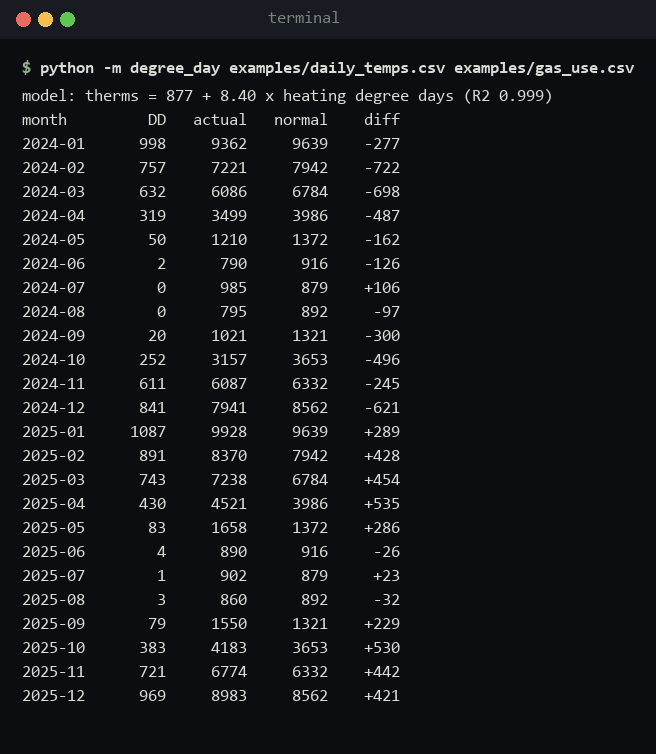 terminal
$ python -m degree_day examples/daily_temps.csv examples/gas_use.csv
model: therms = 877 + 8.40 x heating degree days (R2 0.999)
month DD actual normal diff
2024-01 998 9362 9639 -277
2024-02 757 7221 7942 -722
2024-03 632 6086 6784 -698
2024-04 319 3499 3986 -487
2024-05 50 1210 1372 -162
2024-06 2 790 916 -126
2024-07 0 985 879 +106
2024-08 0 795 892 -97
2024-09 20 1021 1321 -300
2024-10 252 3157 3653 -496
2024-11 611 6087 6332 -245
2024-12 841 7941 8562 -621
2025-01 1087 9928 9639 +289
2025-02 891 8370 7942 +428
2025-03 743 7238 6784 +454
2025-04 430 4521 3986 +535
2025-05 83 1658 1372 +286
2025-06 4 890 916 -26
2025-07 1 902 879 +23
2025-08 3 860 892 -32
2025-09 79 1550 1321 +229
2025-10 383 4183 3653 +530
2025-11 721 6774 6332 +442
2025-12 969 8983 8562 +421